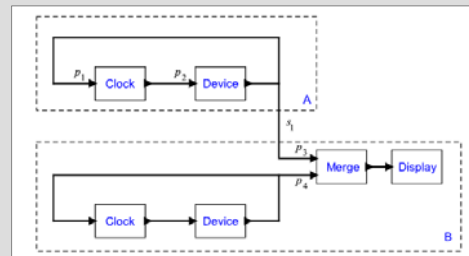 p1 Clock p2 Device
A
s1
p3
Merge Display
p4
Clock Device
B